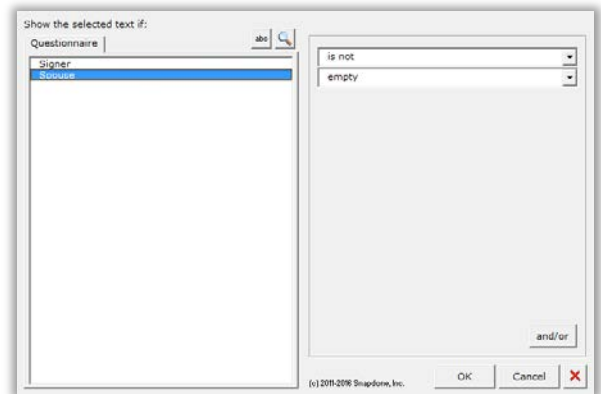 Show the selected text if:
Questionnaire
abc
Signer
Spouse
is not
empty
and/or
(c) 2011-2016 Snapdone, Inc.
OK
Cancel